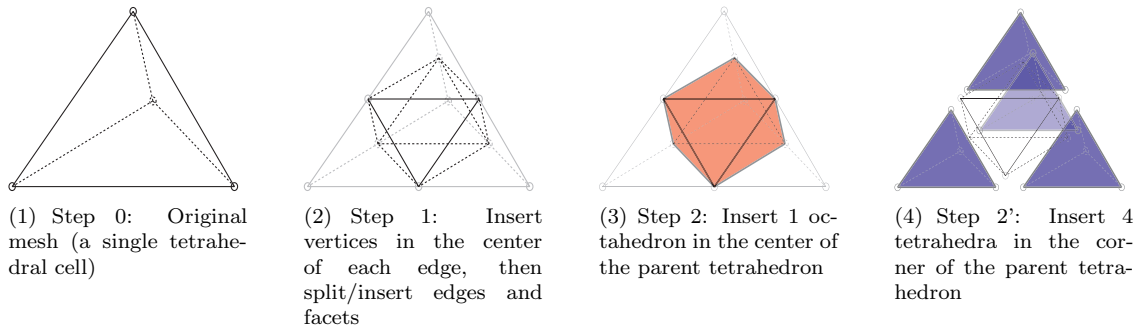 (1) Step 0: Original
mesh (a single tetrahe-
dral cell)
(2) Step 1: Insert
vertices in the center
of each edge, then
split/insert edges and
facets
(3) Step 2: Insert 1 oc-
tahedron in the center of
the parent tetrahedron
(4) Step 2': Insert 4
tetrahedra in the cor-
ner of the parent tetra-
hedron